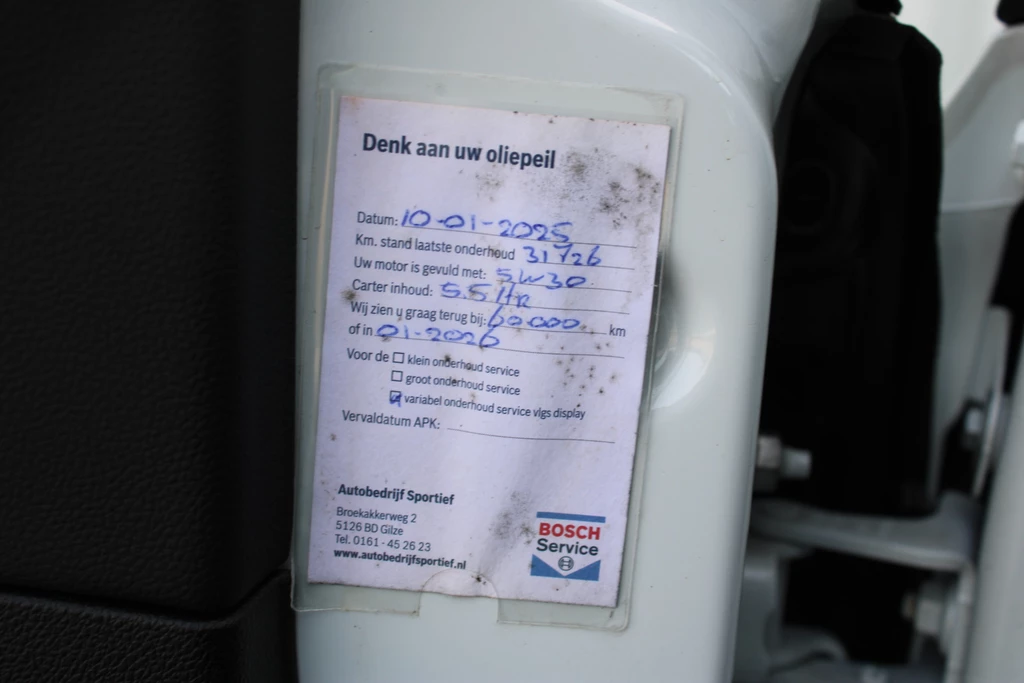 Denk aan uw oliepeil
Datum: 10-01-2025
Km. stand laatste onderhoud 31726
Uw motor is gevuld met: 5W30
Carter inhoud: 5.5 ltr
Wij zien u graag terug bij: 60.000 km
of in 01-2026
Voor de ☐ klein onderhoud service
☐ groot onderhoud service
☑ variabel onderhoud service vlgs display
Vervaldatum APK:
Autobedrijf Sportief
Broekakkerweg 2
5126 BD Gilze
Tel. 0161 - 45 26 23
www.autobedrijfsportief.nl
BOSCH
Service